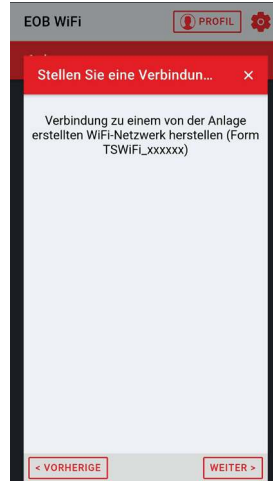 EOB WiFi
PROFIL
Stellen Sie eine Verbindun... ×
Verbindung zu einem von der Anlage
erstellten WiFi-Netzwerk herstellen (Form
TSWiFi_xxxxxx)
< VORHERIGE
WEITER >